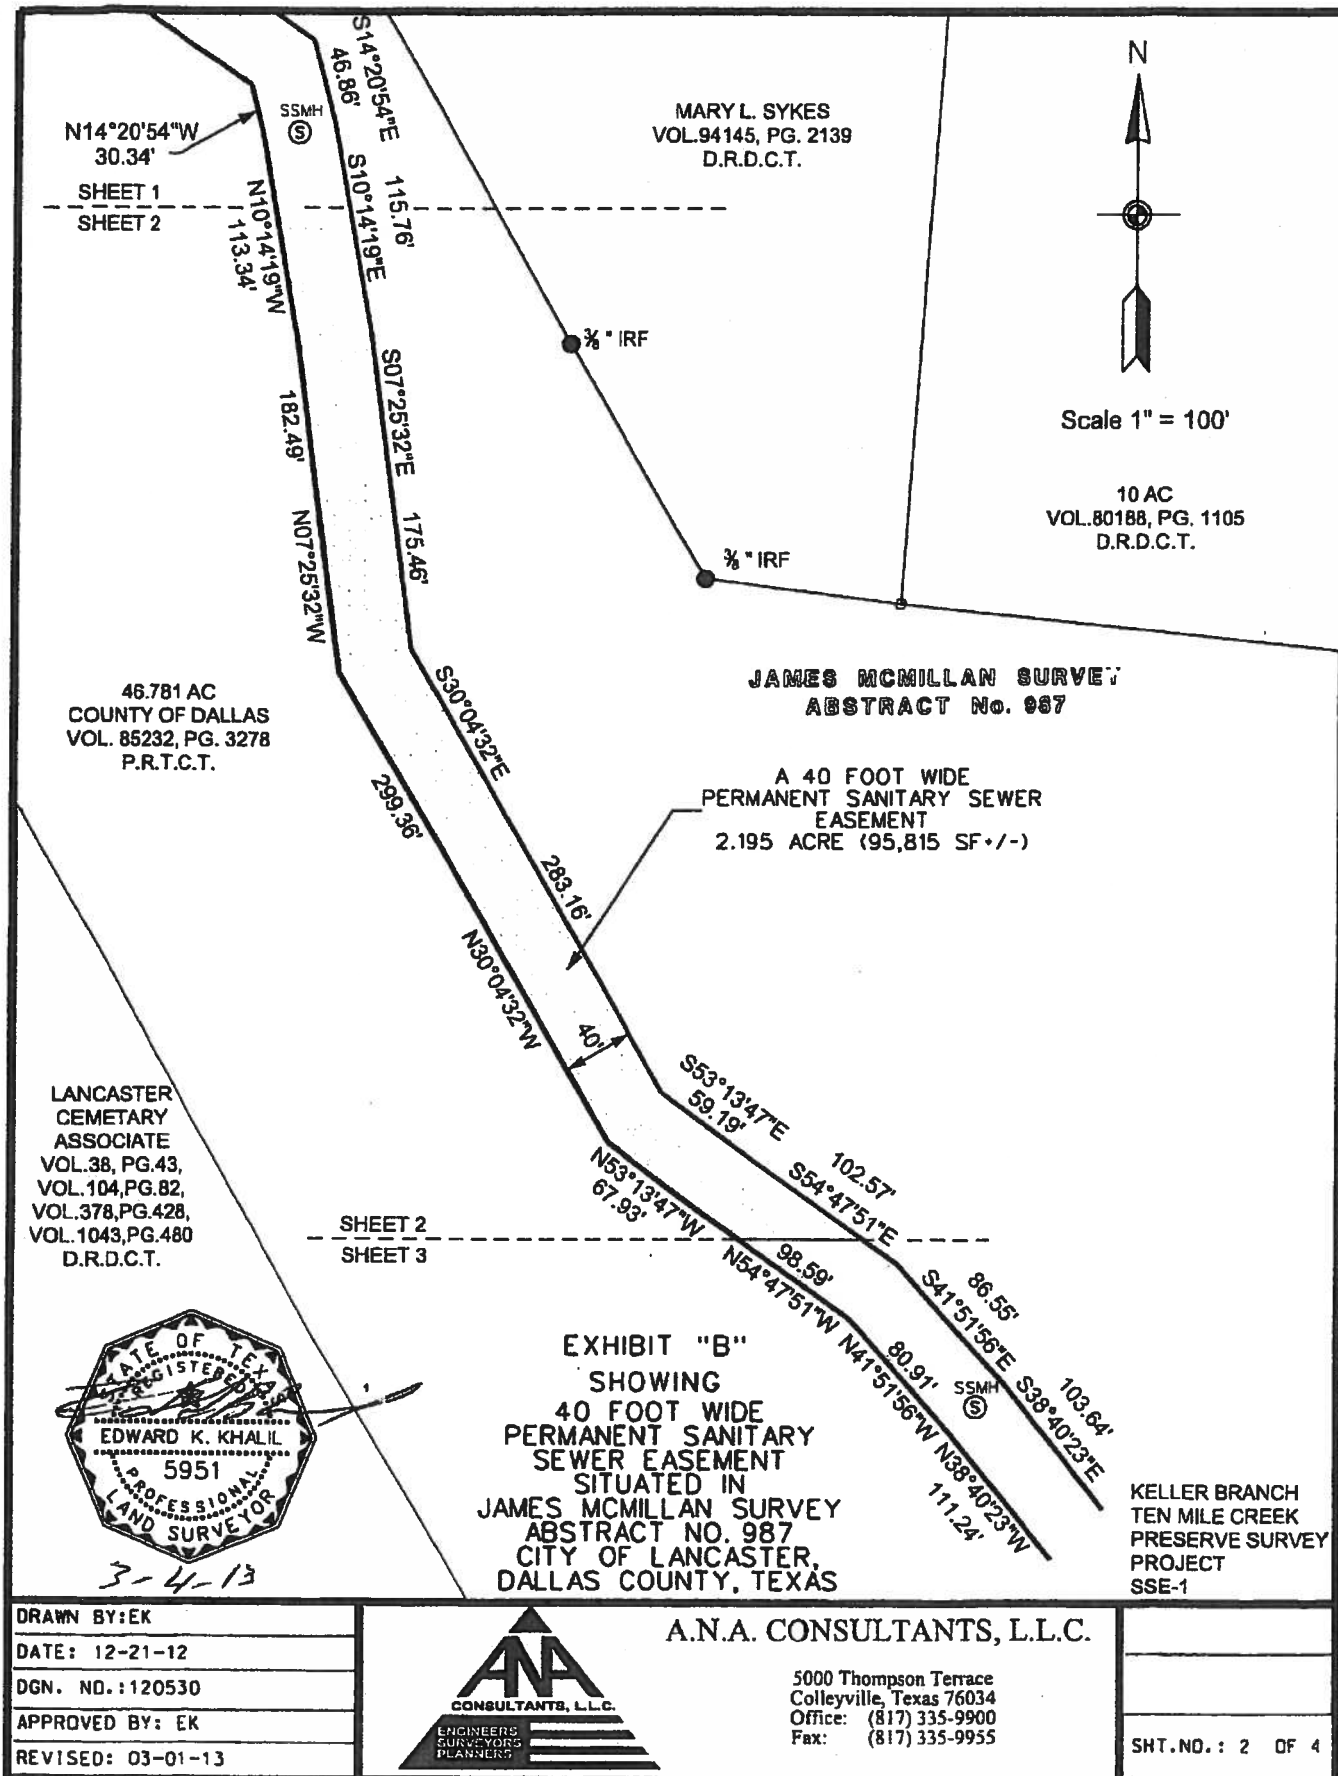 S14°20'54"E
46.86'
N14°20'54"W
30.34'
SSMH
S
MARY L. SYKES
VOL.94145, PG. 2139
D.R.D.C.T.
N
SHEET 1
SHEET 2
N10°14'19"W
113.34'
115.76'
S10°14'19"E
3/8" IRF
Scale 1" = 100'
10 AC
VOL.80188, PG. 1105
D.R.D.C.T.
182.49'
N07°25'32"W
S07°25'32"E
175.46'
3/8" IRF
JAMES MCMILLAN SURVEY
ABSTRACT No. 987
46.781 AC
COUNTY OF DALLAS
VOL. 85232, PG. 3278
P.R.T.C.T.
S30°04'32"E
283.16'
299.36'
N30°04'32"W
A 40 FOOT WIDE
PERMANENT SANITARY SEWER
EASEMENT
2.195 ACRE (95,815 SF+/-)
40'
LANCASTER
CEMETARY
ASSOCIATE
VOL.38, PG.43,
VOL.104,PG.82,
VOL.378,PG.428,
VOL.1043,PG.480
D.R.D.C.T.
S53°13'47"E
59.19'
N53°13'47"W
67.93'
102.57'
S54°47'51"E
SHEET 2
SHEET 3
98.59'
N54°47'51"W
86.55'
S41°51'56"E
80.91'
N41°51'56"W
SSMH
S
103.64'
S38°40'23"E
N38°40'23"W
111.24'
EXHIBIT "B"
SHOWING
40 FOOT WIDE
PERMANENT SANITARY
SEWER EASEMENT
SITUATED IN
JAMES MCMILLAN SURVEY
ABSTRACT NO. 987
CITY OF LANCASTER,
DALLAS COUNTY, TEXAS
STATE OF TEXAS
REGISTERED
EDWARD K. KHALIL
5951
PROFESSIONAL
LAND SURVEYOR
3-4-13
KELLER BRANCH
TEN MILE CREEK
PRESERVE SURVEY
PROJECT
SSE-1
DRAWN BY:EK
DATE: 12-21-12
DGN. NO.:120530
APPROVED BY: EK
REVISED: 03-01-13
ANA
CONSULTANTS, L.L.C.
ENGINEERS
SURVEYORS
PLANNERS
A.N.A. CONSULTANTS, L.L.C.
5000 Thompson Terrace
Colleyville, Texas 76034
Office: (817) 335-9900
Fax: (817) 335-9955
SHT.NO.: 2 OF 4